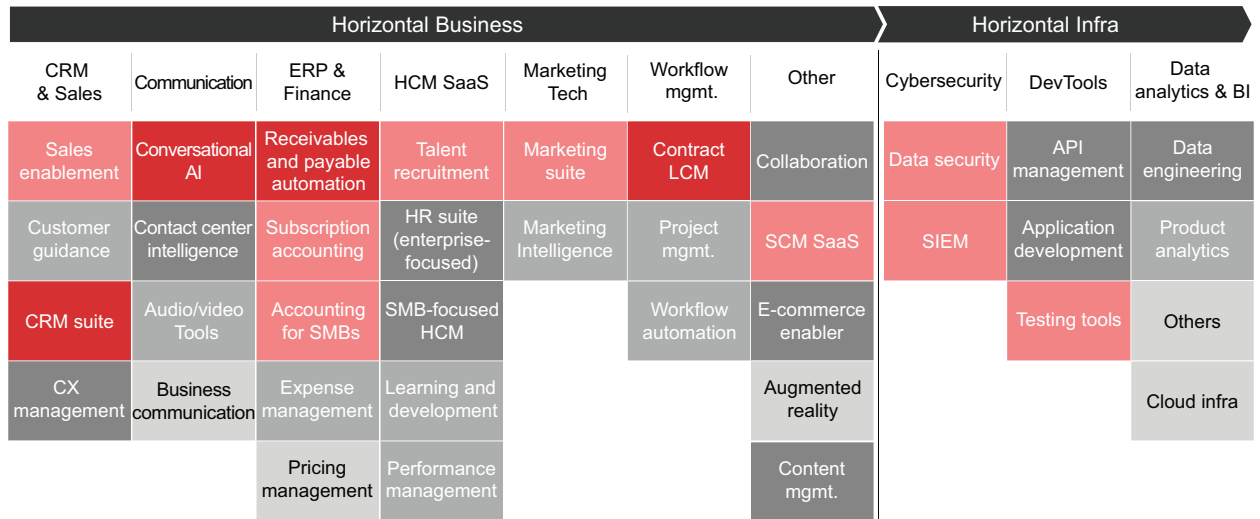 Horizontal Business
Horizontal Infra
CRM
& Sales
Communication
ERP &
Finance
HCM SaaS
Marketing
Tech
Workflow
mgmt.
Other
Cybersecurity
DevTools
Data
analytics & BI
Sales
enablement
Conversational
AI
Receivables
and payable
automation
Talent
recruitment
Marketing
suite
Contract
LCM
Collaboration
Data security
API
management
Data
engineering
Customer
guidance
Contact center
intelligence
Subscription
accounting
HR suite
(enterprise-
focused)
Marketing
Intelligence
Project
mgmt.
SCM SaaS
SIEM
Application
development
Product
analytics
CRM suite
Audio/video
Tools
Accounting
for SMBs
SMB-focused
HCM
Workflow
automation
E-commerce
enabler
Testing tools
Others
CX
management
Business
communication
Expense
management
Learning and
development
Augmented
reality
Cloud infra
Pricing
management
Performance
management
Content
mgmt.